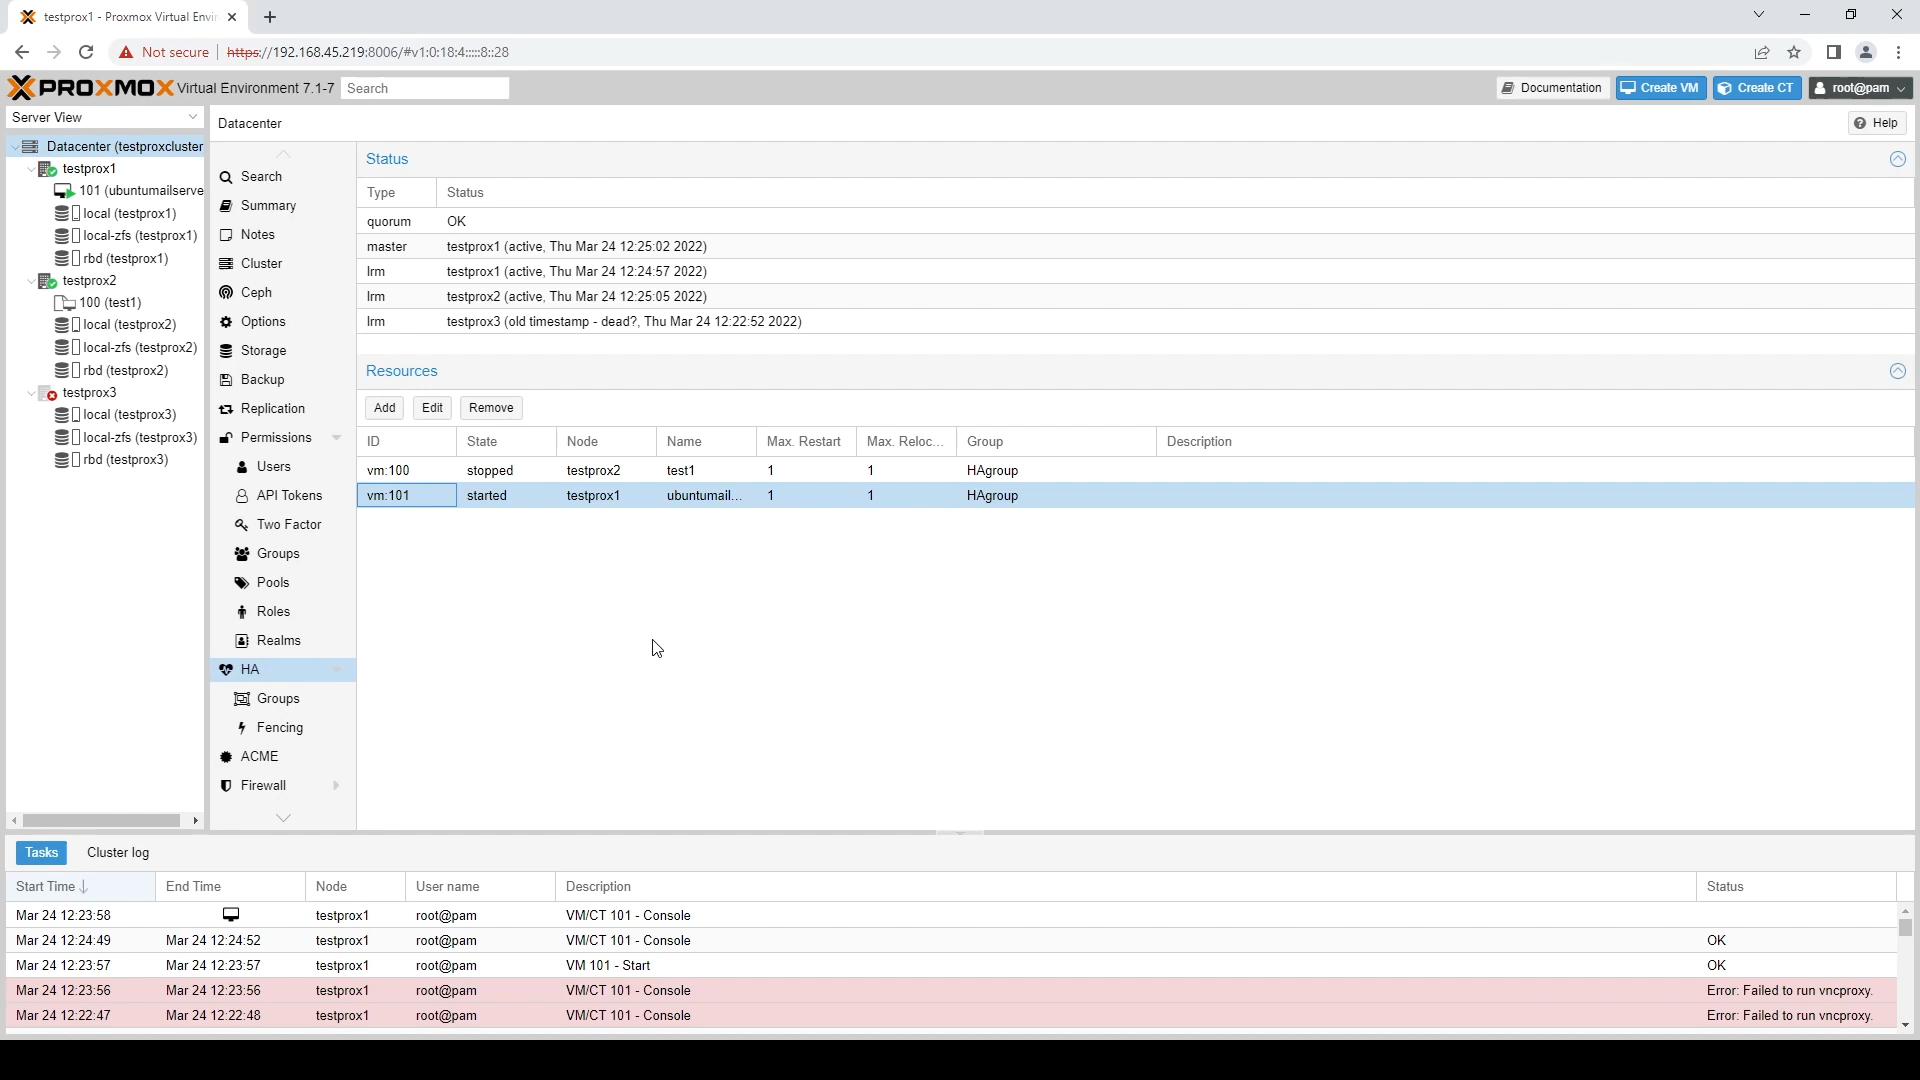 testprox1 - Proxmox Virtual Envir
Not secure https://192.168.45.219:8006/#v1:0:18:4:::::8::28
PROXMOX Virtual Environment 7.1-7 Search Documentation Create VM Create CT root@pam
Server View
Datacenter Help
Datacenter (testproxcluster
testprox1
101 (ubuntumailserve
local (testprox1)
local-zfs (testprox1)
rbd (testprox1)
testprox2
100 (test1)
local (testprox2)
local-zfs (testprox2)
rbd (testprox2)
testprox3
local (testprox3)
local-zfs (testprox3)
rbd (testprox3)
Search
Summary
Notes
Cluster
Ceph
Options
Storage
Backup
Replication
Permissions
Users
API Tokens
Two Factor
Groups
Pools
Roles
Realms
HA
Groups
Fencing
ACME
Firewall
Status
Type Status
quorum OK
master testprox1 (active, Thu Mar 24 12:25:02 2022)
lrm testprox1 (active, Thu Mar 24 12:24:57 2022)
lrm testprox2 (active, Thu Mar 24 12:25:05 2022)
lrm testprox3 (old timestamp - dead?, Thu Mar 24 12:22:52 2022)
Resources
Add Edit Remove
ID State Node Name Max. Restart Max. Reloc... Group Description
vm:100 stopped testprox2 test1 1 1 HAgroup
vm:101 started testprox1 ubuntumail... 1 1 HAgroup
Tasks Cluster log
Start Time End Time Node User name Description Status
Mar 24 12:23:58 testprox1 root@pam VM/CT 101 - Console
Mar 24 12:24:49 Mar 24 12:24:52 testprox1 root@pam VM/CT 101 - Console OK
Mar 24 12:23:57 Mar 24 12:23:57 testprox1 root@pam VM 101 - Start OK
Mar 24 12:23:56 Mar 24 12:23:56 testprox1 root@pam VM/CT 101 - Console Error: Failed to run vncproxy.
Mar 24 12:22:47 Mar 24 12:22:48 testprox1 root@pam VM/CT 101 - Console Error: Failed to run vncproxy.